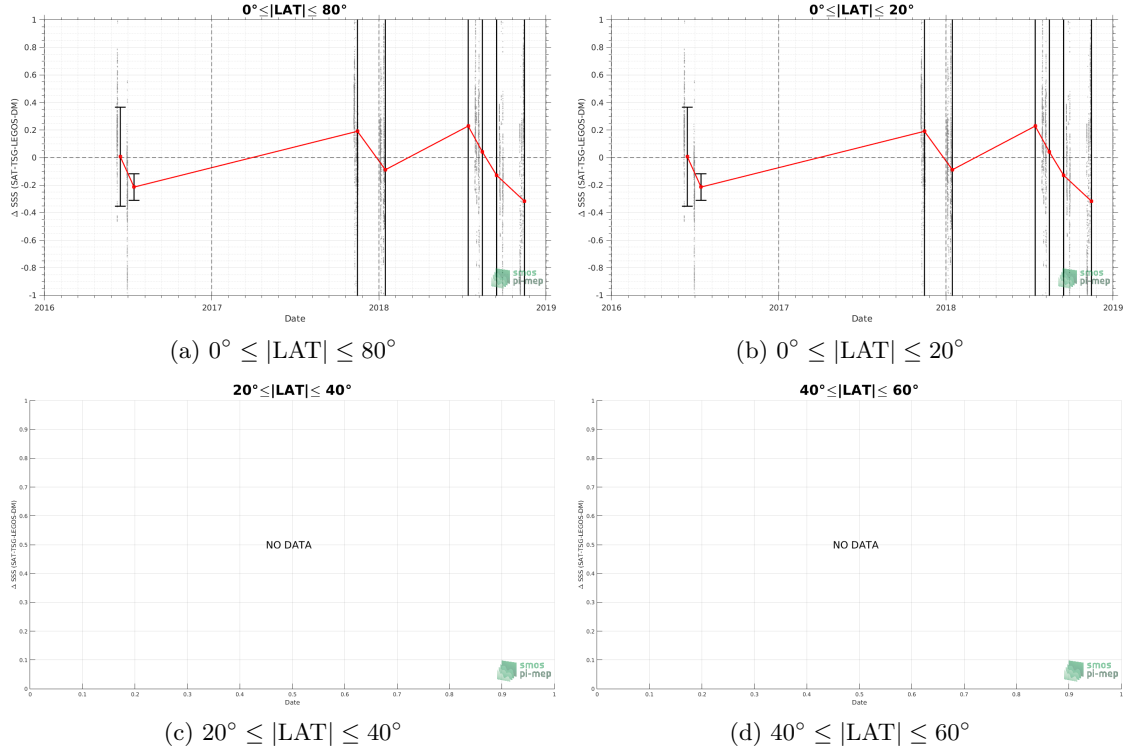 0°≤|LAT|≤ 80°
1
0.8
0.6
0.4
0.2
0
-0.2
-0.4
-0.6
-0.8
-1
Δ SSS (SAT-TSG-LEGOS-DM)
2016 2017 2018 2019
Date
smos
pi-mep
(a) 0° ≤ |LAT| ≤ 80°
0°≤|LAT|≤ 20°
1
0.8
0.6
0.4
0.2
0
-0.2
-0.4
-0.6
-0.8
-1
Δ SSS (SAT-TSG-LEGOS-DM)
2016 2017 2018 2019
Date
smos
pi-mep
(b) 0° ≤ |LAT| ≤ 20°
20°≤|LAT|≤ 40°
1
0.9
0.8
0.7
0.6
0.5
0.4
0.3
0.2
0.1
0
Δ SSS (SAT-TSG-LEGOS-DM)
NO DATA
0 0.1 0.2 0.3 0.4 0.5 0.6 0.7 0.8 0.9 1
Date
smos
pi-mep
(c) 20° ≤ |LAT| ≤ 40°
40°≤|LAT|≤ 60°
1
0.9
0.8
0.7
0.6
0.5
0.4
0.3
0.2
0.1
0
Δ SSS (SAT-TSG-LEGOS-DM)
NO DATA
0 0.1 0.2 0.3 0.4 0.5 0.6 0.7 0.8 0.9 1
Date
smos
pi-mep
(d) 40° ≤ |LAT| ≤ 60°